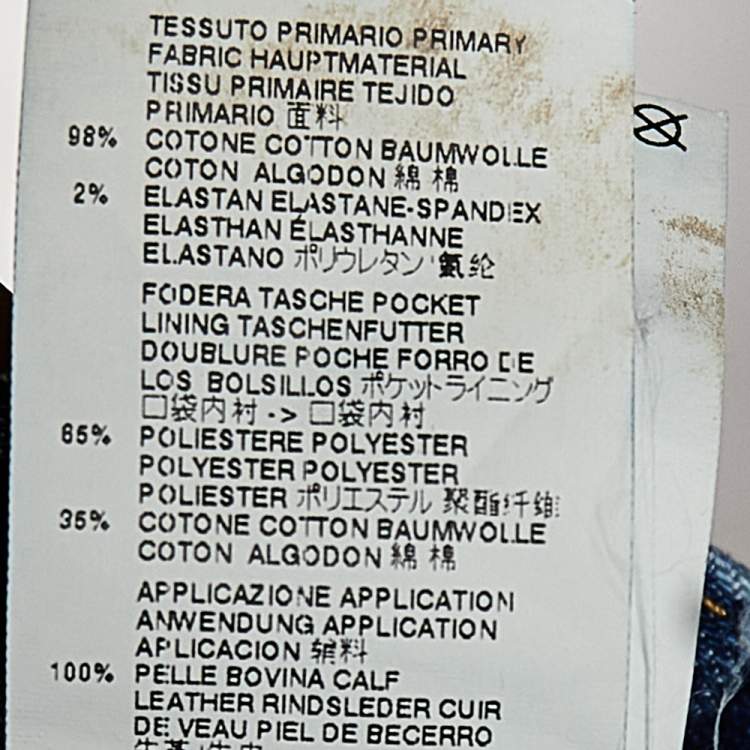 TESSUTO PRIMARIO PRIMARY
FABRIC HAUPTMATERIAL
TISSU PRIMAIRE TEJIDO
PRIMARIO 面料
98% COTONE COTTON BAUMWOLLE
COTON ALGODON 綿 棉
2% ELASTAN ELASTANE-SPANDEX
ELASTHAN ÉLASTHANNE
ELASTANO ポリウレタン 氨纶
FODERA TASCHE POCKET
LINING TASCHENFUTTER
DOUBLURE POCHE FORRO DE
LOS BOLSILLOS ポケットライニング
口袋内衬 -> 口袋内衬
65% POLIESTERE POLYESTER
POLYESTER POLYESTER
POLIESTER ポリエステル 聚酯纤维
35% COTONE COTTON BAUMWOLLE
COTON ALGODON 綿 棉
APPLICAZIONE APPLICATION
ANWENDUNG APPLICATION
APLICACION 辅料
100% PELLE BOVINA CALF
LEATHER RINDSLEDER CUIR
DE VEAU PIEL DE BECERRO